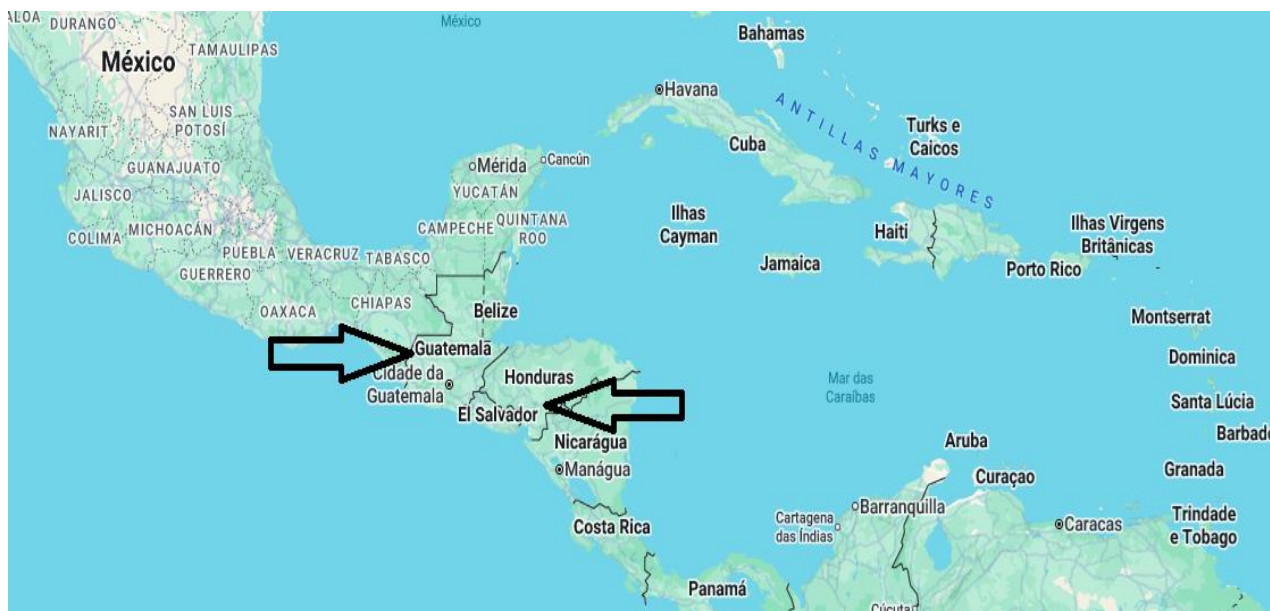 ALOA
DURANGO
México
Bahamas
México
TAMAULIPAS
Havana
SAN LUIS
POTOSÍ
ANTILLAS MAYORES
NAYARIT
Turks e
Caicos
Cuba
Cancún
Mérida
GUANAJUATO
YUCATÁN
JALISCO
Ilhas
Cayman
CAMPECHE
QUINTANA
ROO
Haiti
Ilhas Virgens
Britânicas
COLIMA
MICHOACÁN
PUEBLA
VERACRUZ
TABASCO
Jamaica
Porto Rico
GUERRERO
CHIAPAS
OAXACA
Belize
Montserrat
Guatemala
Dominica
Cidade da
Guatemala
Honduras
Mar das
Caraíbas
Santa Lúcia
El Salvador
Barbado
Nicarágua
Aruba
Manágua
Curaçao
Granada
Barranquilla
Cartagena
das Índias
Caracas
Trindade
e Tobago
Costa Rica
Panamá
Cúcuta